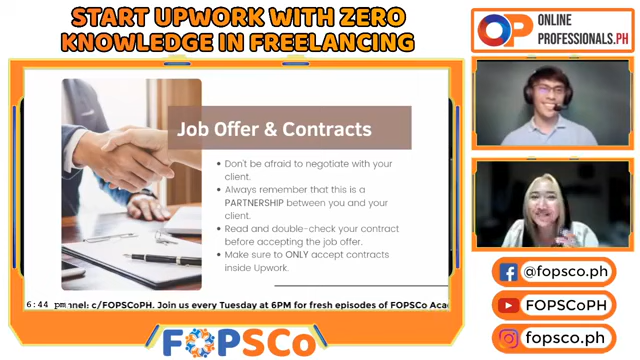 START UPWORK WITH ZERO
KNOWLEDGE IN FREELANCING
OP ONLINE
PROFESSIONALS.PH
Job Offer & Contracts
• Don't be afraid to negotiate with your
client.
• Always remember that this is a
PARTNERSHIP between you and your
client.
• Read and double-check your contract
before accepting the job offer.
• Make sure to ONLY accept contracts
inside Upwork.
6:44 pm nnel: c/FOPSCoPH. Join us every Tuesday at 6PM for fresh episodes of FOPSCo Aca
@fopsco.ph
FOPSCoPH
fopsco.ph
FOPSCo